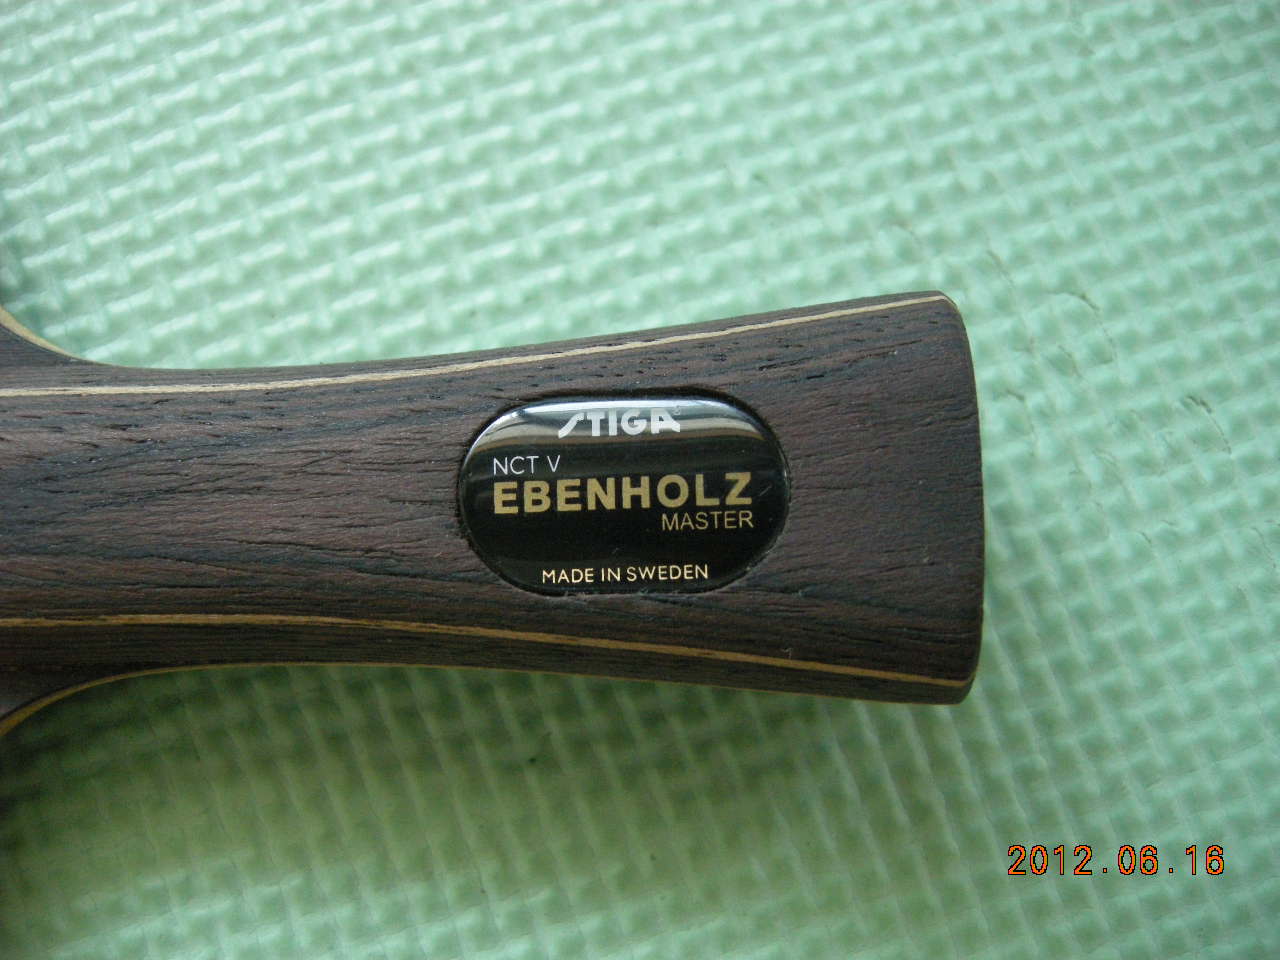 STIGA
NCT V
EBENHOLZ
MASTER
MADE IN SWEDEN
2012.06.16